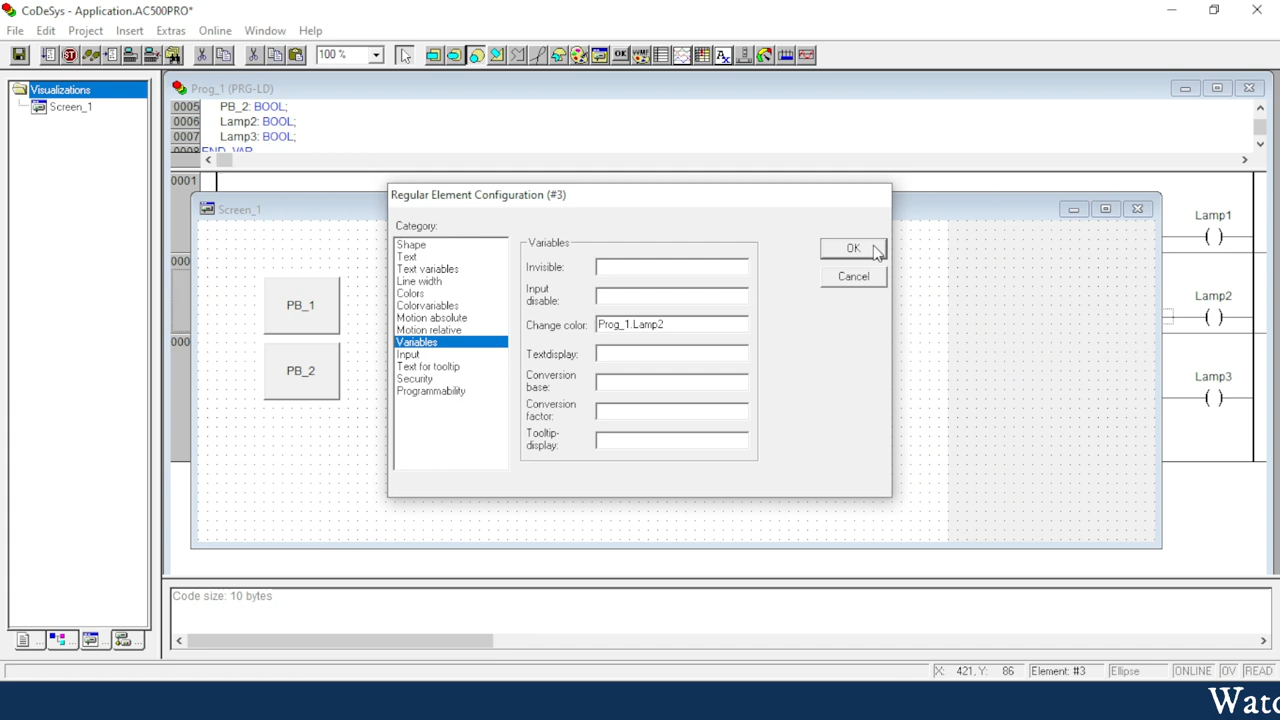 CoDeSys - Application.AC500PRO*
File Edit Project Insert Extras Online Window Help
100 %
Visualizations
Screen_1
Prog_1 (PRG-LD)
0005 PB_2: BOOL;
0006 Lamp2: BOOL;
0007 Lamp3: BOOL;
0008 END_VAR
0001
Screen_1
PB_1
PB_2
Regular Element Configuration (#3)
Category:
Shape
Text
Text variables
Line width
Colors
Colorvariables
Motion absolute
Motion relative
Variables
Input
Text for tooltip
Security
Programmability
Variables
Invisible:
Input
disable:
Change color: Prog_1.Lamp2
Textdisplay:
Conversion
base:
Conversion
factor:
Tooltip-
display:
OK
Cancel
Lamp1
Lamp2
Lamp3
Code size: 10 bytes
X: 421, Y: 86 Element: #3 Ellipse ONLINE OV READ